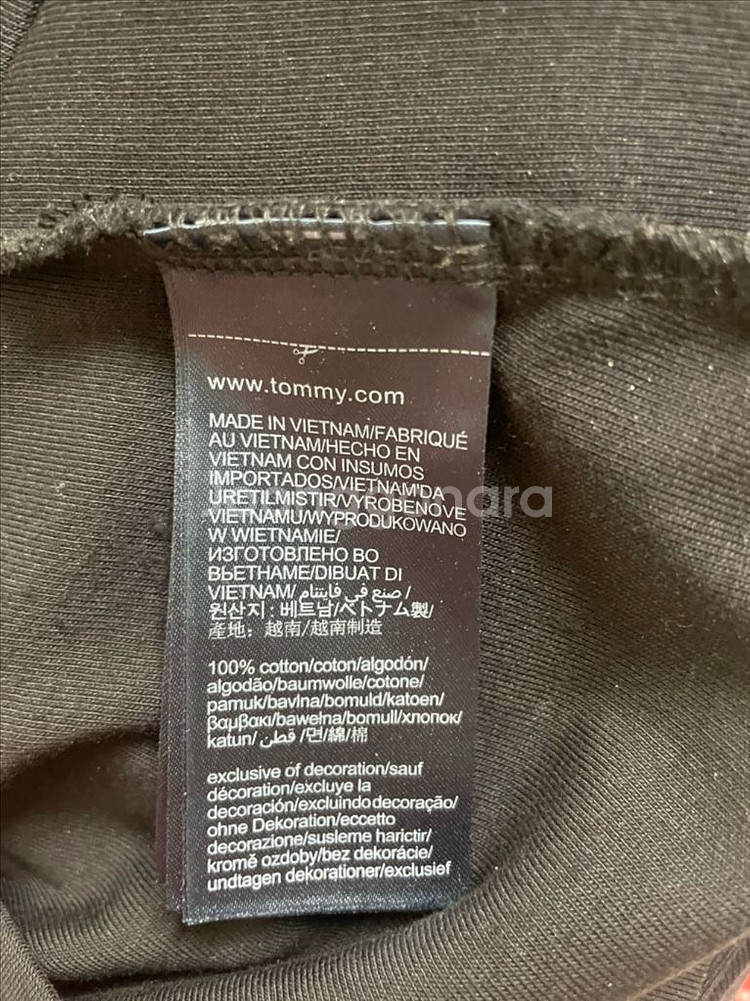 www.tommy.com
MADE IN VIETNAM/FABRIQUÉ
AU VIETNAM/HECHO EN
VIETNAM CON INSUMOS
IMPORTADOS/VIETNAM'DA
URETILMISTIR/VYROBENO VE
VIETNAMU/WYPRODUKOWANO
W WIETNAMIE/
ИЗГОТОВЛЕНО ВО
ВЬЕТНАМЕ/DIBUAT DI
VIETNAM/صنع في فايتنام/
원산지 : 베트남/ベトナム製/
産地：越南/越南制造
100% cotton/coton/algodón/
algodão/baumwolle/cotone/
pamuk/bavlna/bomuld/katoen/
βαμβακι/bawełna/bomull/хлопок/
katun/قطن/면/綿/棉
exclusive of decoration/sauf
décoration/excluye la
decoración/excluindo decoração/
ohne Dekoration/eccetto
decorazione/susleme harictir/
kromě ozdoby/bez dekorácie/
undtagen dekorationer/exclusief